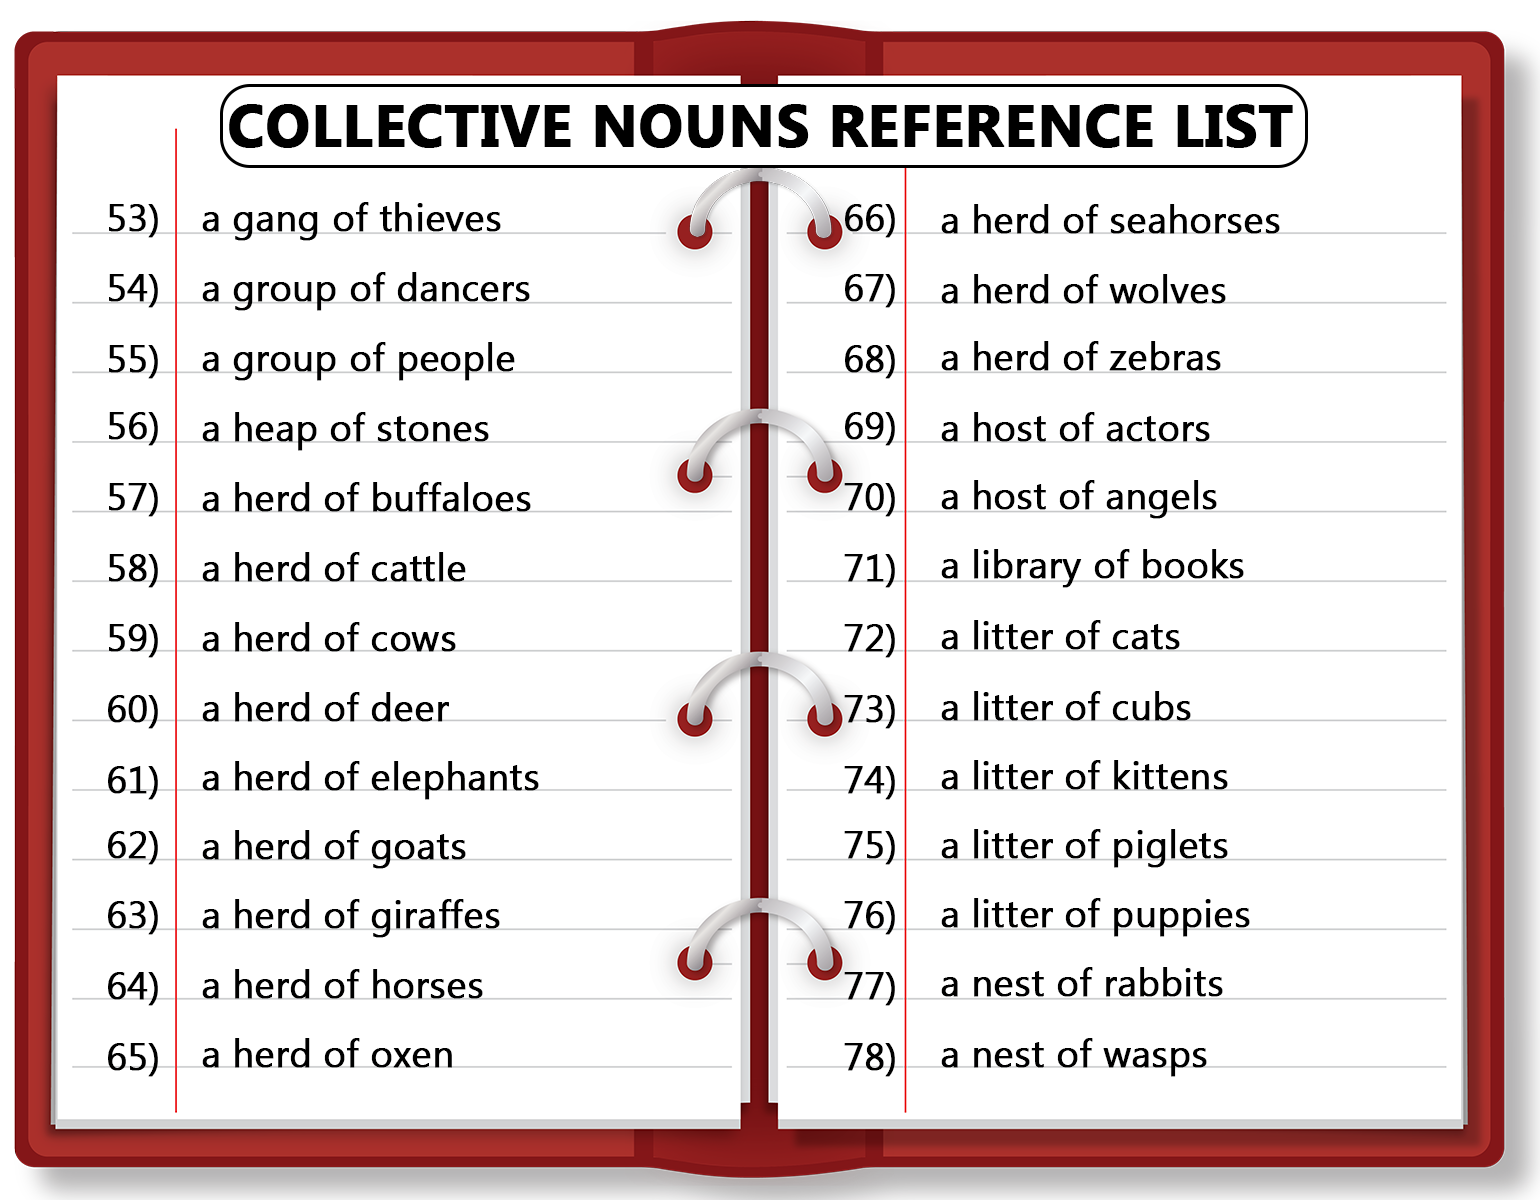 COLLECTIVE NOUNS REFERENCE LIST
53) a gang of thieves
54) a group of dancers
55) a group of people
56) a heap of stones
57) a herd of buffaloes
58) a herd of cattle
59) a herd of cows
60) a herd of deer
61) a herd of elephants
62) a herd of goats
63) a herd of giraffes
64) a herd of horses
65) a herd of oxen
66) a herd of seahorses
67) a herd of wolves
68) a herd of zebras
69) a host of actors
70) a host of angels
71) a library of books
72) a litter of cats
73) a litter of cubs
74) a litter of kittens
75) a litter of piglets
76) a litter of puppies
77) a nest of rabbits
78) a nest of wasps